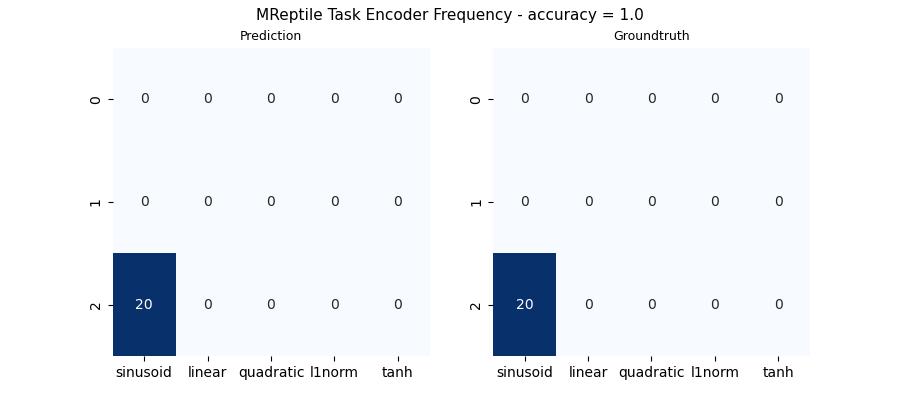 MReptile Task Encoder Frequency - accuracy = 1.0
Prediction
0 0 0 0 0 0
1 0 0 0 0 0
2 20 0 0 0 0
sinusoid linear quadratic l1norm tanh
Groundtruth
0 0 0 0 0 0
1 0 0 0 0 0
2 20 0 0 0 0
sinusoid linear quadratic l1norm tanh